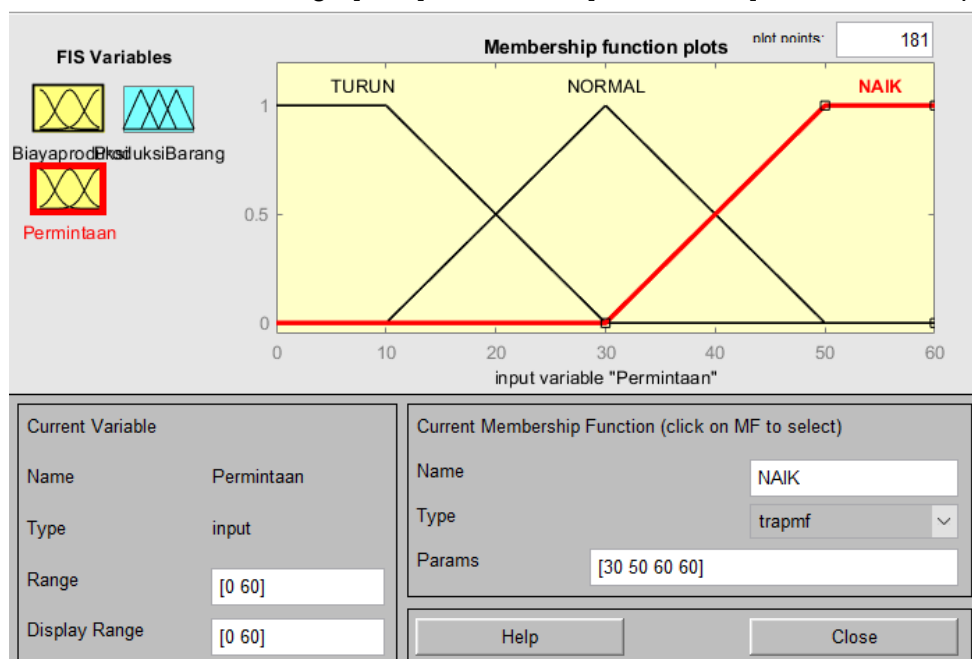 FIS Variables
Biayaproduksi
ProduksiBarang
Permintaan
Membership function plots
plot points:
181
TURUN
NORMAL
NAIK
1
0.5
0
0
10
20
30
40
50
60
input variable "Permintaan"
Current Variable
Name
Permintaan
Type
input
Range
[0 60]
Display Range
[0 60]
Current Membership Function (click on MF to select)
Name
NAIK
Type
trapmf
Params
[30 50 60 60]
Help
Close